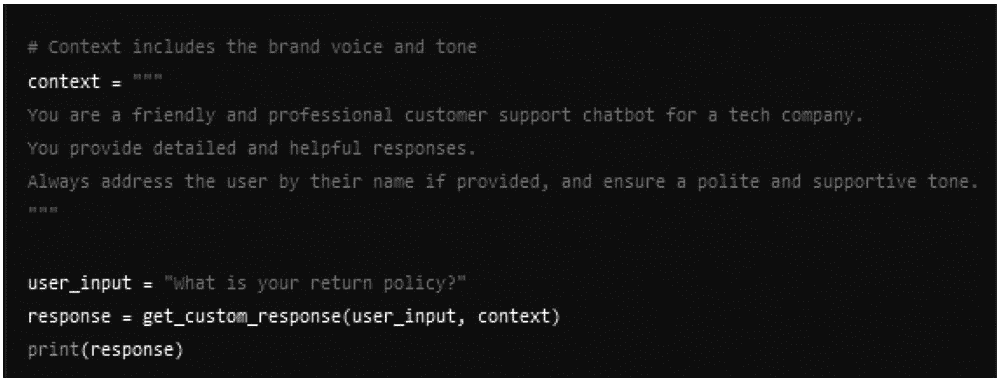 # Context includes the brand voice and tone
context = """
You are a friendly and professional customer support chatbot for a tech company.
You provide detailed and helpful responses.
Always address the user by their name if provided, and ensure a polite and supportive tone.
"""
user_input = "What is your return policy?"
response = get_custom_response(user_input, context)
print(response)